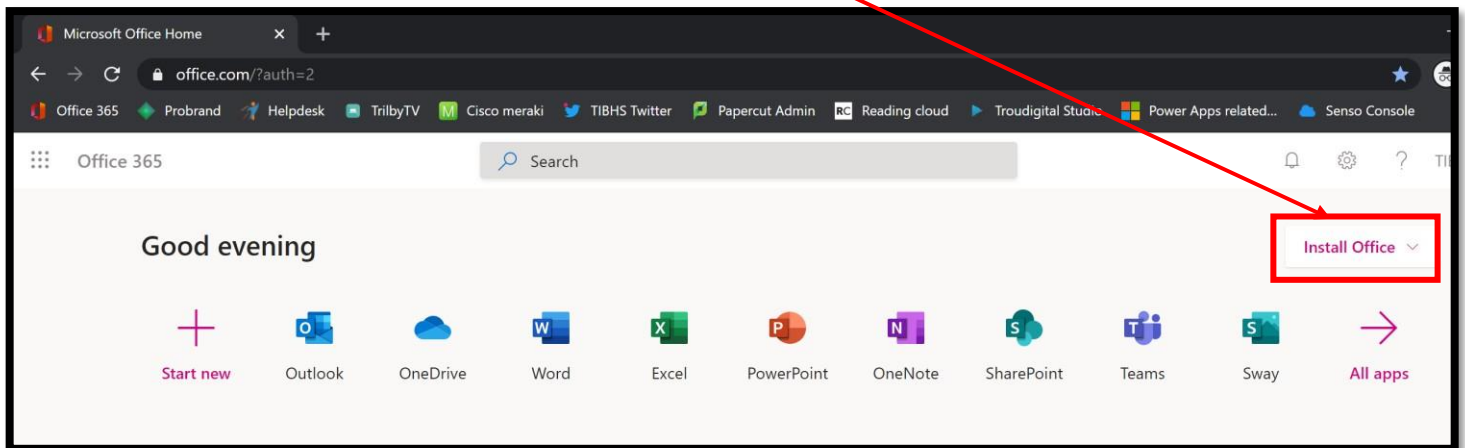 Microsoft Office Home
office.com/?auth=2
Office 365 Probrand Helpdesk TrilbyTV M Cisco meraki TIBHS Twitter Papercut Admin RC Reading cloud Troudigital Studio Power Apps related... Senso Console
Office 365 Search ? TI
Good evening Install Office
O W X P N S T S
Start new Outlook OneDrive Word Excel PowerPoint OneNote SharePoint Teams Sway All apps